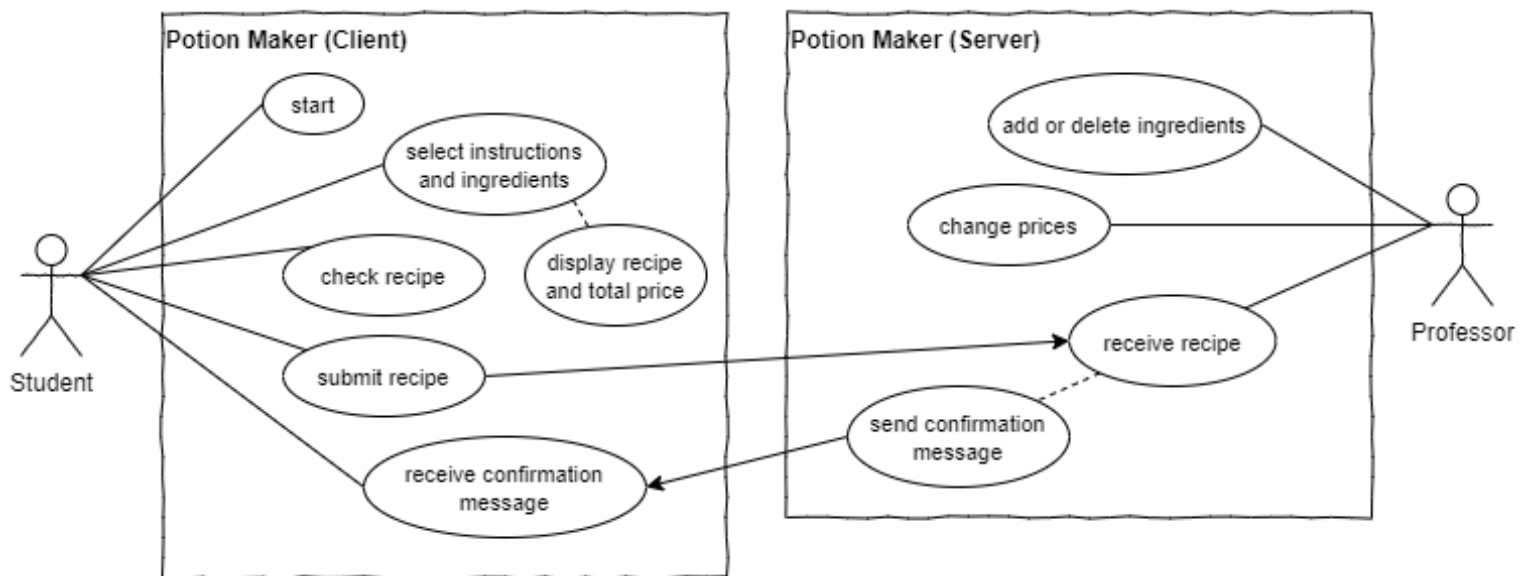 Potion Maker (Client)
start
select instructions
and ingredients
check recipe
display recipe
and total price
submit recipe
receive confirmation
message
Student
Potion Maker (Server)
add or delete ingredients
change prices
receive recipe
send confirmation
message
Professor